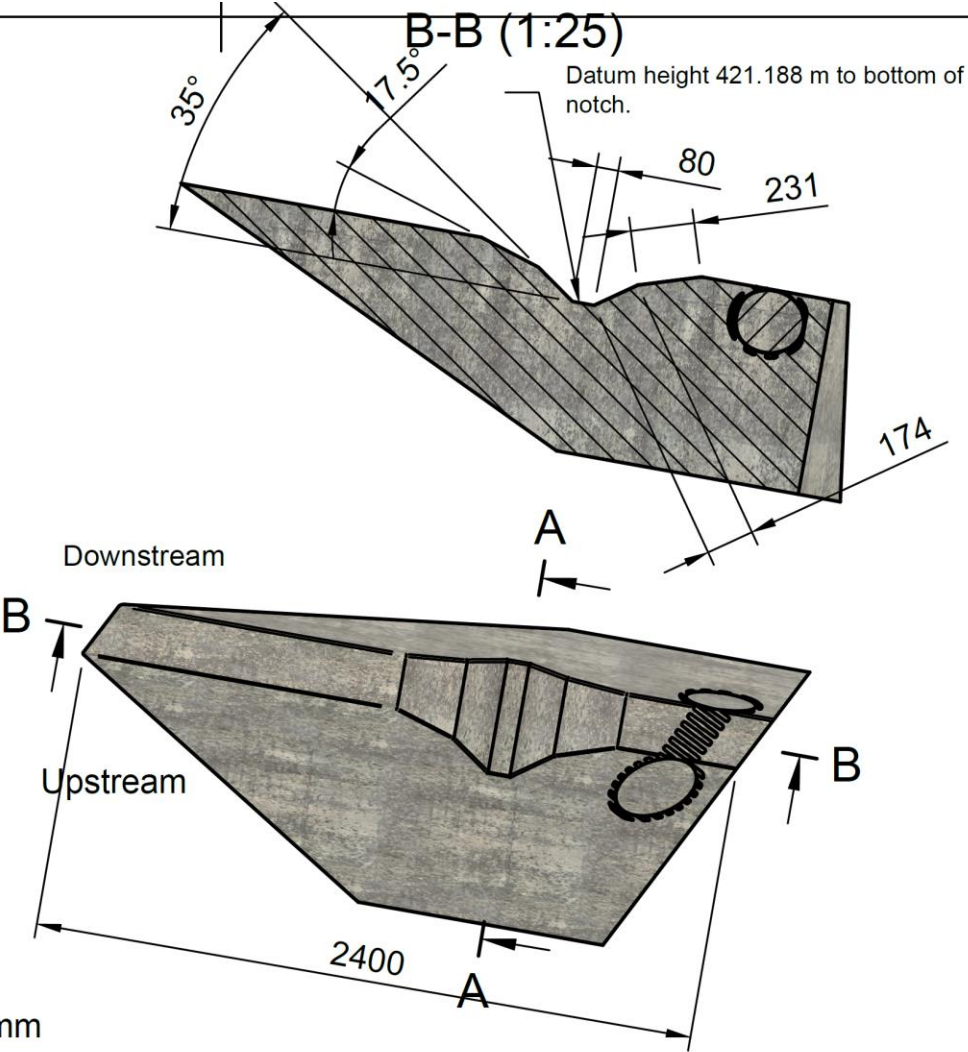 B-B (1:25)
Datum height 421.188 m to bottom of
notch.
35°
17.5°
80
231
174
A
Downstream
B
Upstream
B
2400
A
mm